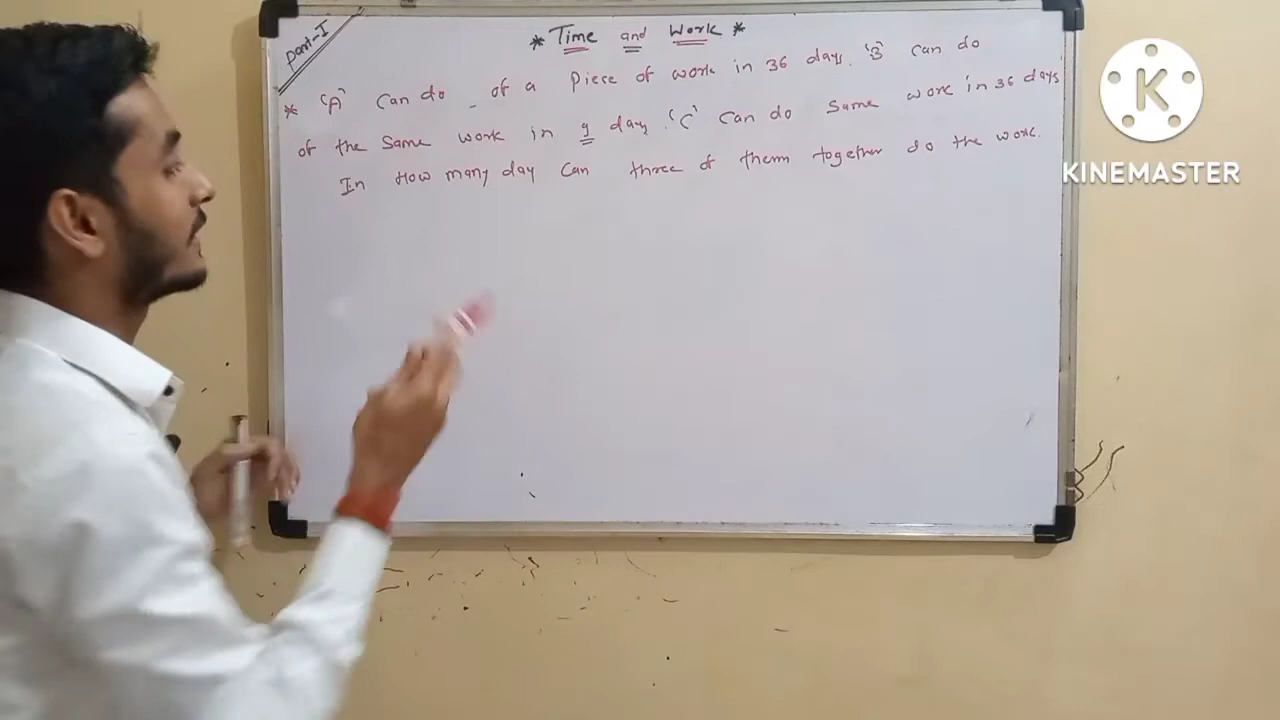 Part-I
* Time and Work *
* 'A' can do - of a piece of work in 36 days. 'B' can do
of the same work in 9 days. 'C' can do same work in 36 days
In How many day can three of them together do the work.
K
KINEMASTER